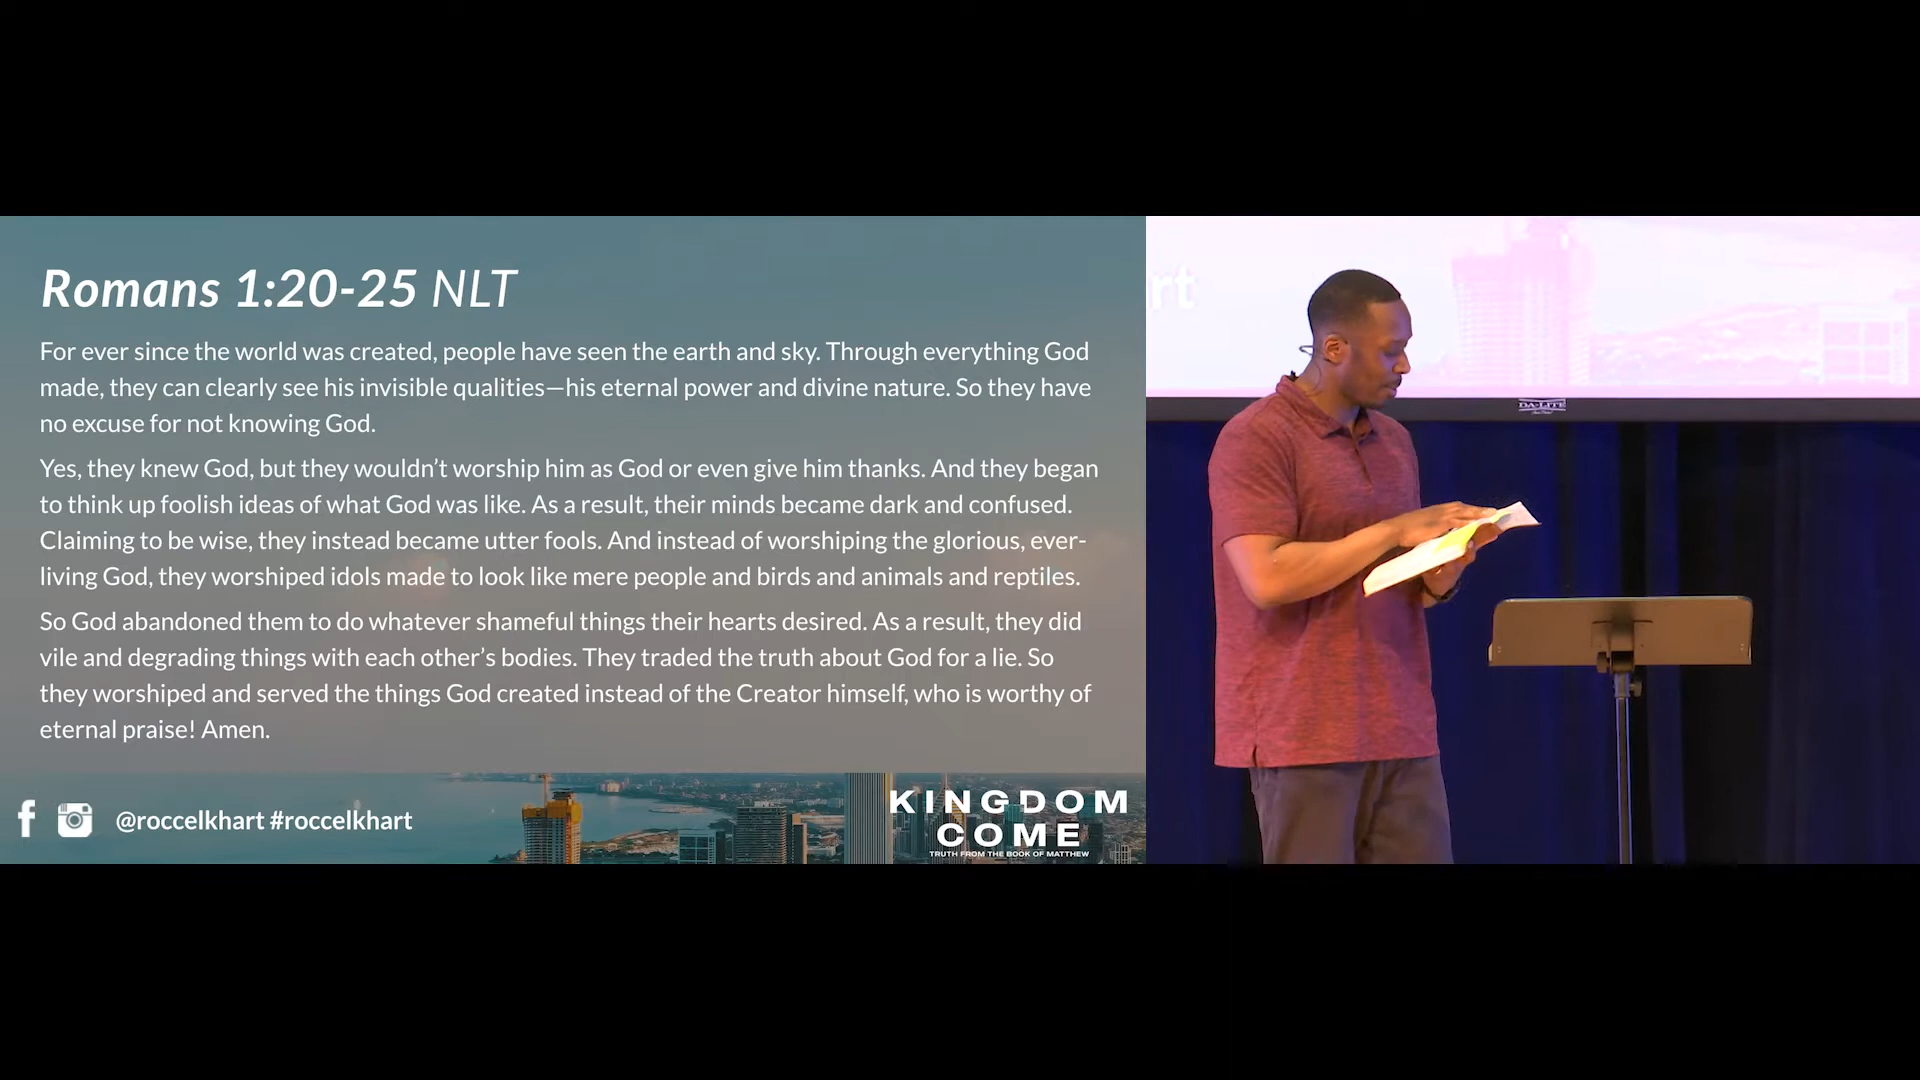 Romans 1:20-25 NLT
For ever since the world was created, people have seen the earth and sky. Through everything God
made, they can clearly see his invisible qualities—his eternal power and divine nature. So they have
no excuse for not knowing God.
Yes, they knew God, but they wouldn’t worship him as God or even give him thanks. And they began
to think up foolish ideas of what God was like. As a result, their minds became dark and confused.
Claiming to be wise, they instead became utter fools. And instead of worshiping the glorious, ever-
living God, they worshiped idols made to look like mere people and birds and animals and reptiles.
So God abandoned them to do whatever shameful things their hearts desired. As a result, they did
vile and degrading things with each other’s bodies. They traded the truth about God for a lie. So
they worshiped and served the things God created instead of the Creator himself, who is worthy of
eternal praise! Amen.
@roccelkhart #roccelkhart
KINGDOM
COME
TRUTH FROM THE BOOK OF MATTHEW
rt
DA-LITE